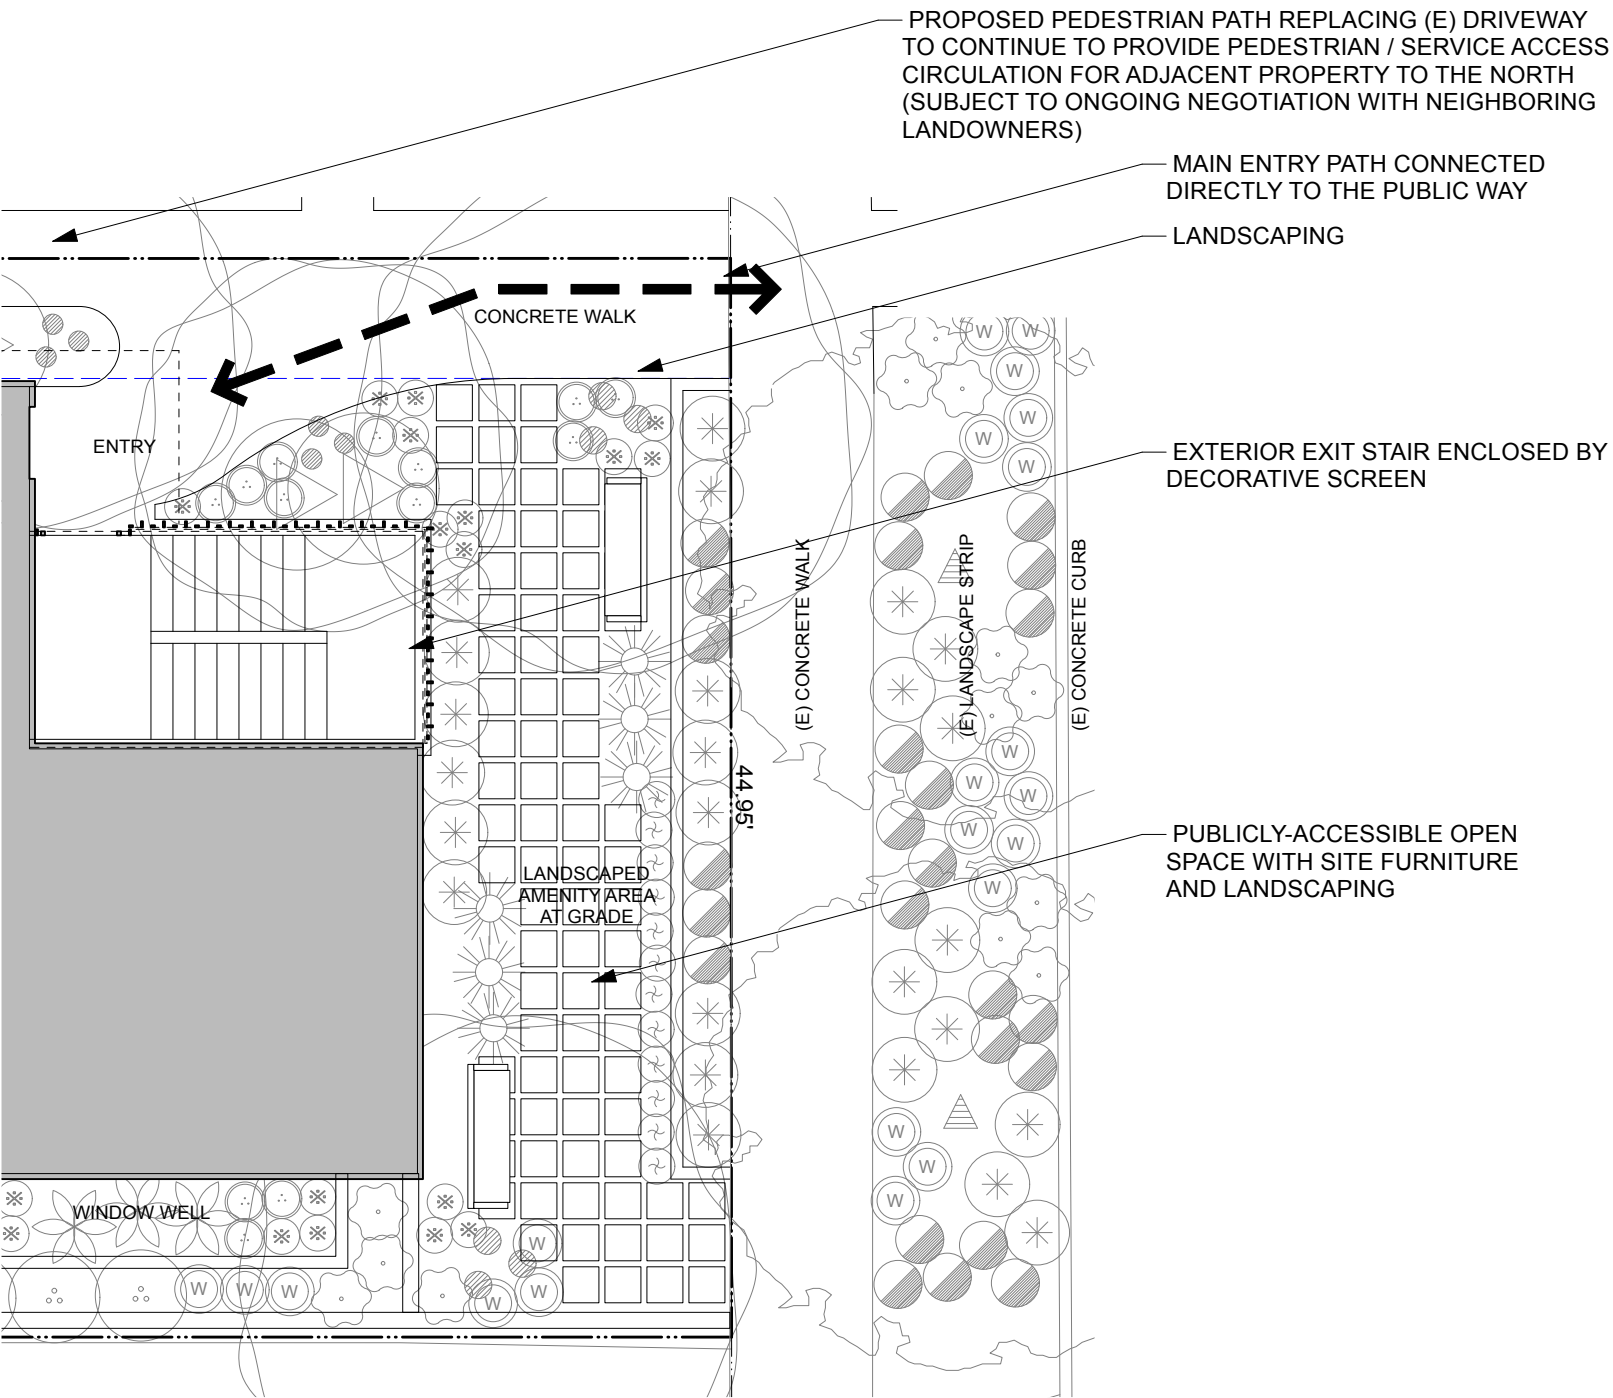 PROPOSED PEDESTRIAN PATH REPLACING (E) DRIVEWAY
TO CONTINUE TO PROVIDE PEDESTRIAN / SERVICE ACCESS
CIRCULATION FOR ADJACENT PROPERTY TO THE NORTH
(SUBJECT TO ONGOING NEGOTIATION WITH NEIGHBORING
LANDOWNERS)
MAIN ENTRY PATH CONNECTED
DIRECTLY TO THE PUBLIC WAY
LANDSCAPING
CONCRETE WALK
W W
W
W
W
W
ENTRY
EXTERIOR EXIT STAIR ENCLOSED BY
DECORATIVE SCREEN
(E) CONCRETE WALK
(E) LANDSCAPE STRIP
(E) CONCRETE CURB
44.95'
W
W
W
W
W
W
PUBLICLY-ACCESSIBLE OPEN
SPACE WITH SITE FURNITURE
AND LANDSCAPING
LANDSCAPED
AMENITY AREA
AT GRADE
W
W
W
WINDOW WELL
W
W W W W W